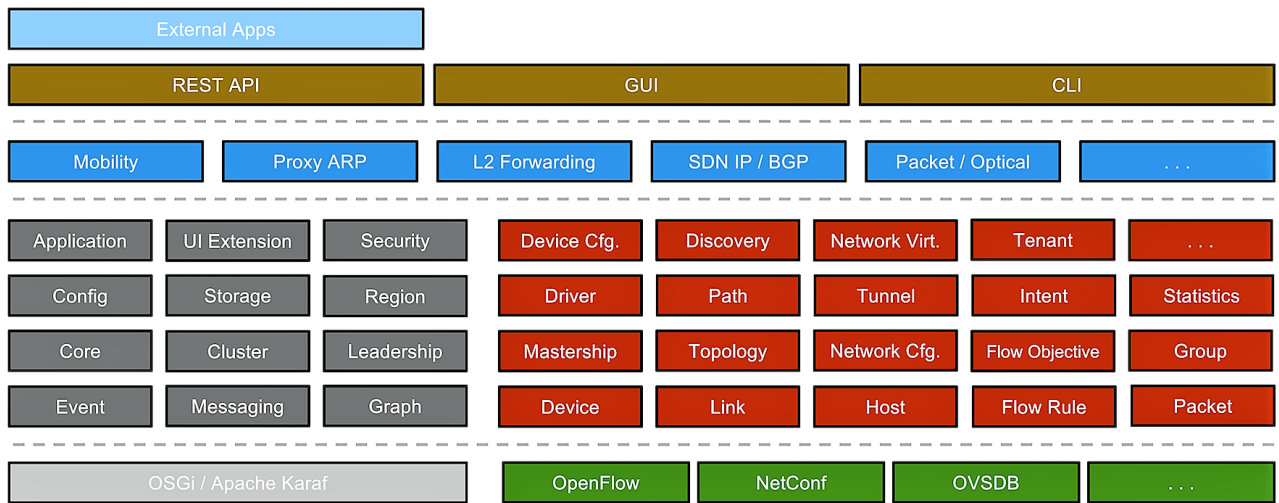 External Apps
REST API GUI CLI
Mobility Proxy ARP L2 Forwarding SDN IP / BGP Packet / Optical . . .
Application UI Extension Security Device Cfg. Discovery Network Virt. Tenant . . .
Config Storage Region Driver Path Tunnel Intent Statistics
Core Cluster Leadership Mastership Topology Network Cfg. Flow Objective Group
Event Messaging Graph Device Link Host Flow Rule Packet
OSGi / Apache Karaf OpenFlow NetConf OVSDB . . .